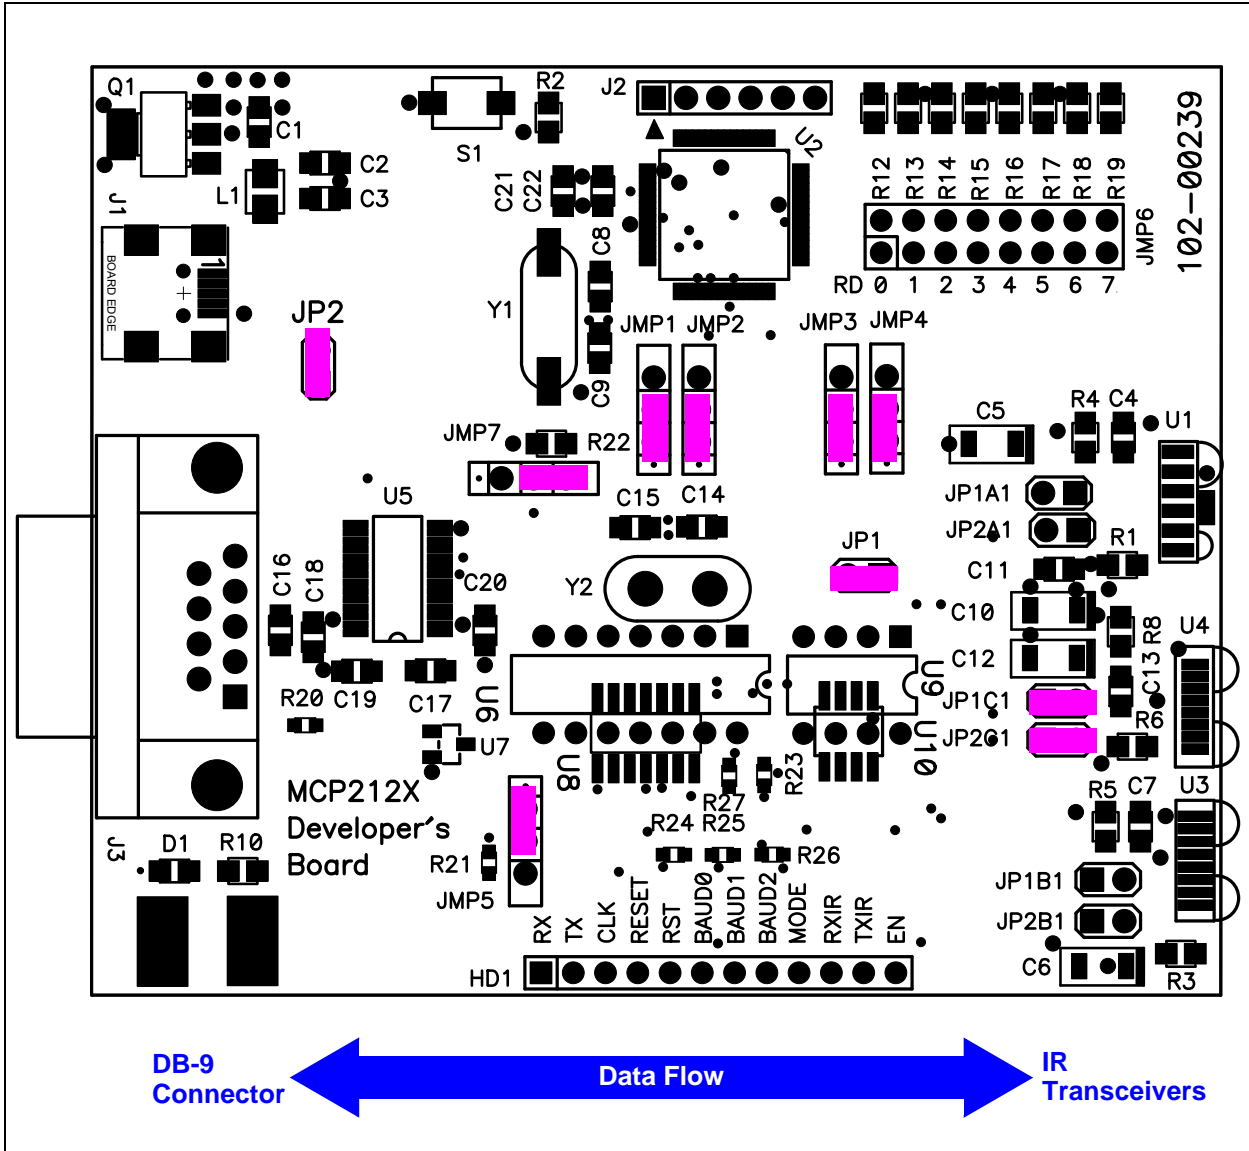 Q1
C1
C2
C3
L1
J1
1
BOARD EDGE
JP2
S1
R2
J2
U2
C21
C22
C8
C9
Y1
R12
R13
R14
R15
R16
R17
R18
R19
JMP6
RD 0 1 2 3 4 5 6 7
102-00239
JMP1
JMP2
JMP3
JMP4
JMP7
R22
C5
R4
C4
U1
U5
C15
C14
JP1A1
JP2A1
JP1
C16
C18
C20
Y2
C11
R1
C10
R8
U4
C12
C13
C19
C17
R20
U6
U9
JP1C1
JP2C1
R6
U7
U8
U10
R27
R23
MCP212X
Developer's
Board
R5
C7
U3
J3
D1
R10
R21
R24
R25
R26
JMP5
JP1B1
JP2B1
RX
TX
CLK
RESET
RST
BAUD0
BAUD1
BAUD2
MODE
RXIR
TXIR
EN
HD1
C6
R3
DB-9
Connector
Data Flow
IR
Transceivers